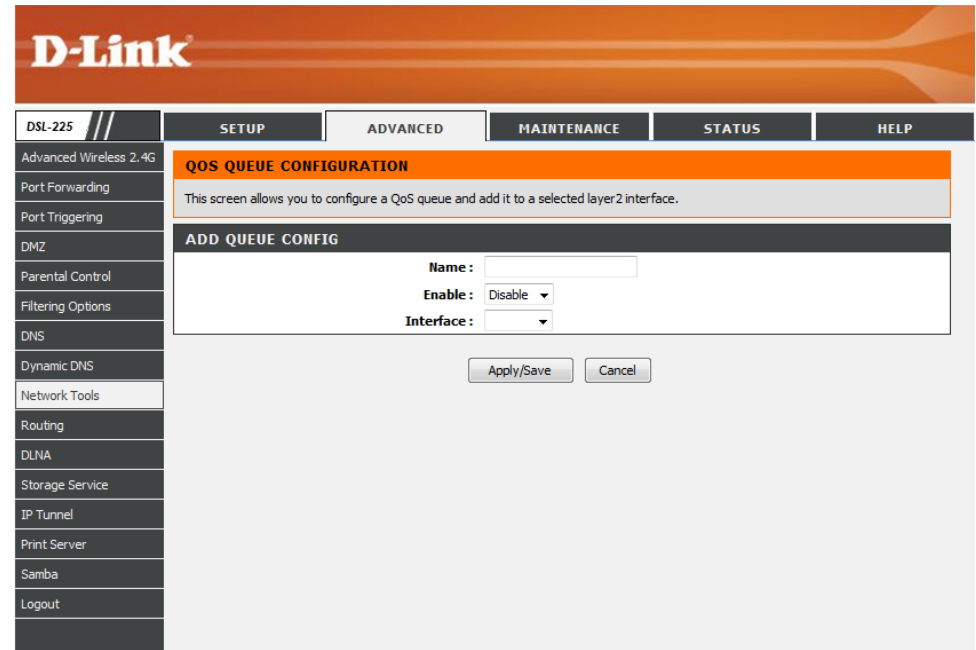 D-Link
DSL-225
SETUP
ADVANCED
MAINTENANCE
STATUS
HELP
Advanced Wireless 2.4G
Port Forwarding
Port Triggering
DMZ
Parental Control
Filtering Options
DNS
Dynamic DNS
Network Tools
Routing
DLNA
Storage Service
IP Tunnel
Print Server
Samba
Logout
QOS QUEUE CONFIGURATION
This screen allows you to configure a QoS queue and add it to a selected layer2 interface.
ADD QUEUE CONFIG
Name :
Enable : Disable
Interface :
Apply/Save Cancel